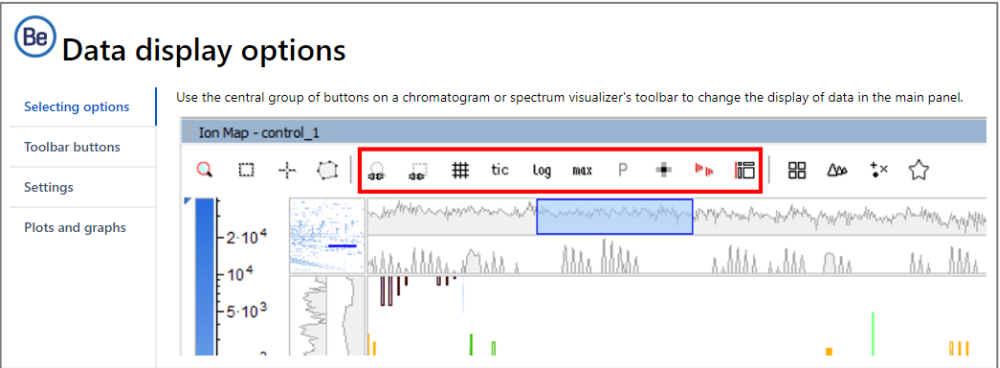 Be
Data display options
Selecting options
Toolbar buttons
Settings
Plots and graphs
Use the central group of buttons on a chromatogram or spectrum visualizer's toolbar to change the display of data in the main panel.
Ion Map - control_1
tic log max P
2·10⁴
10⁴
5·10³